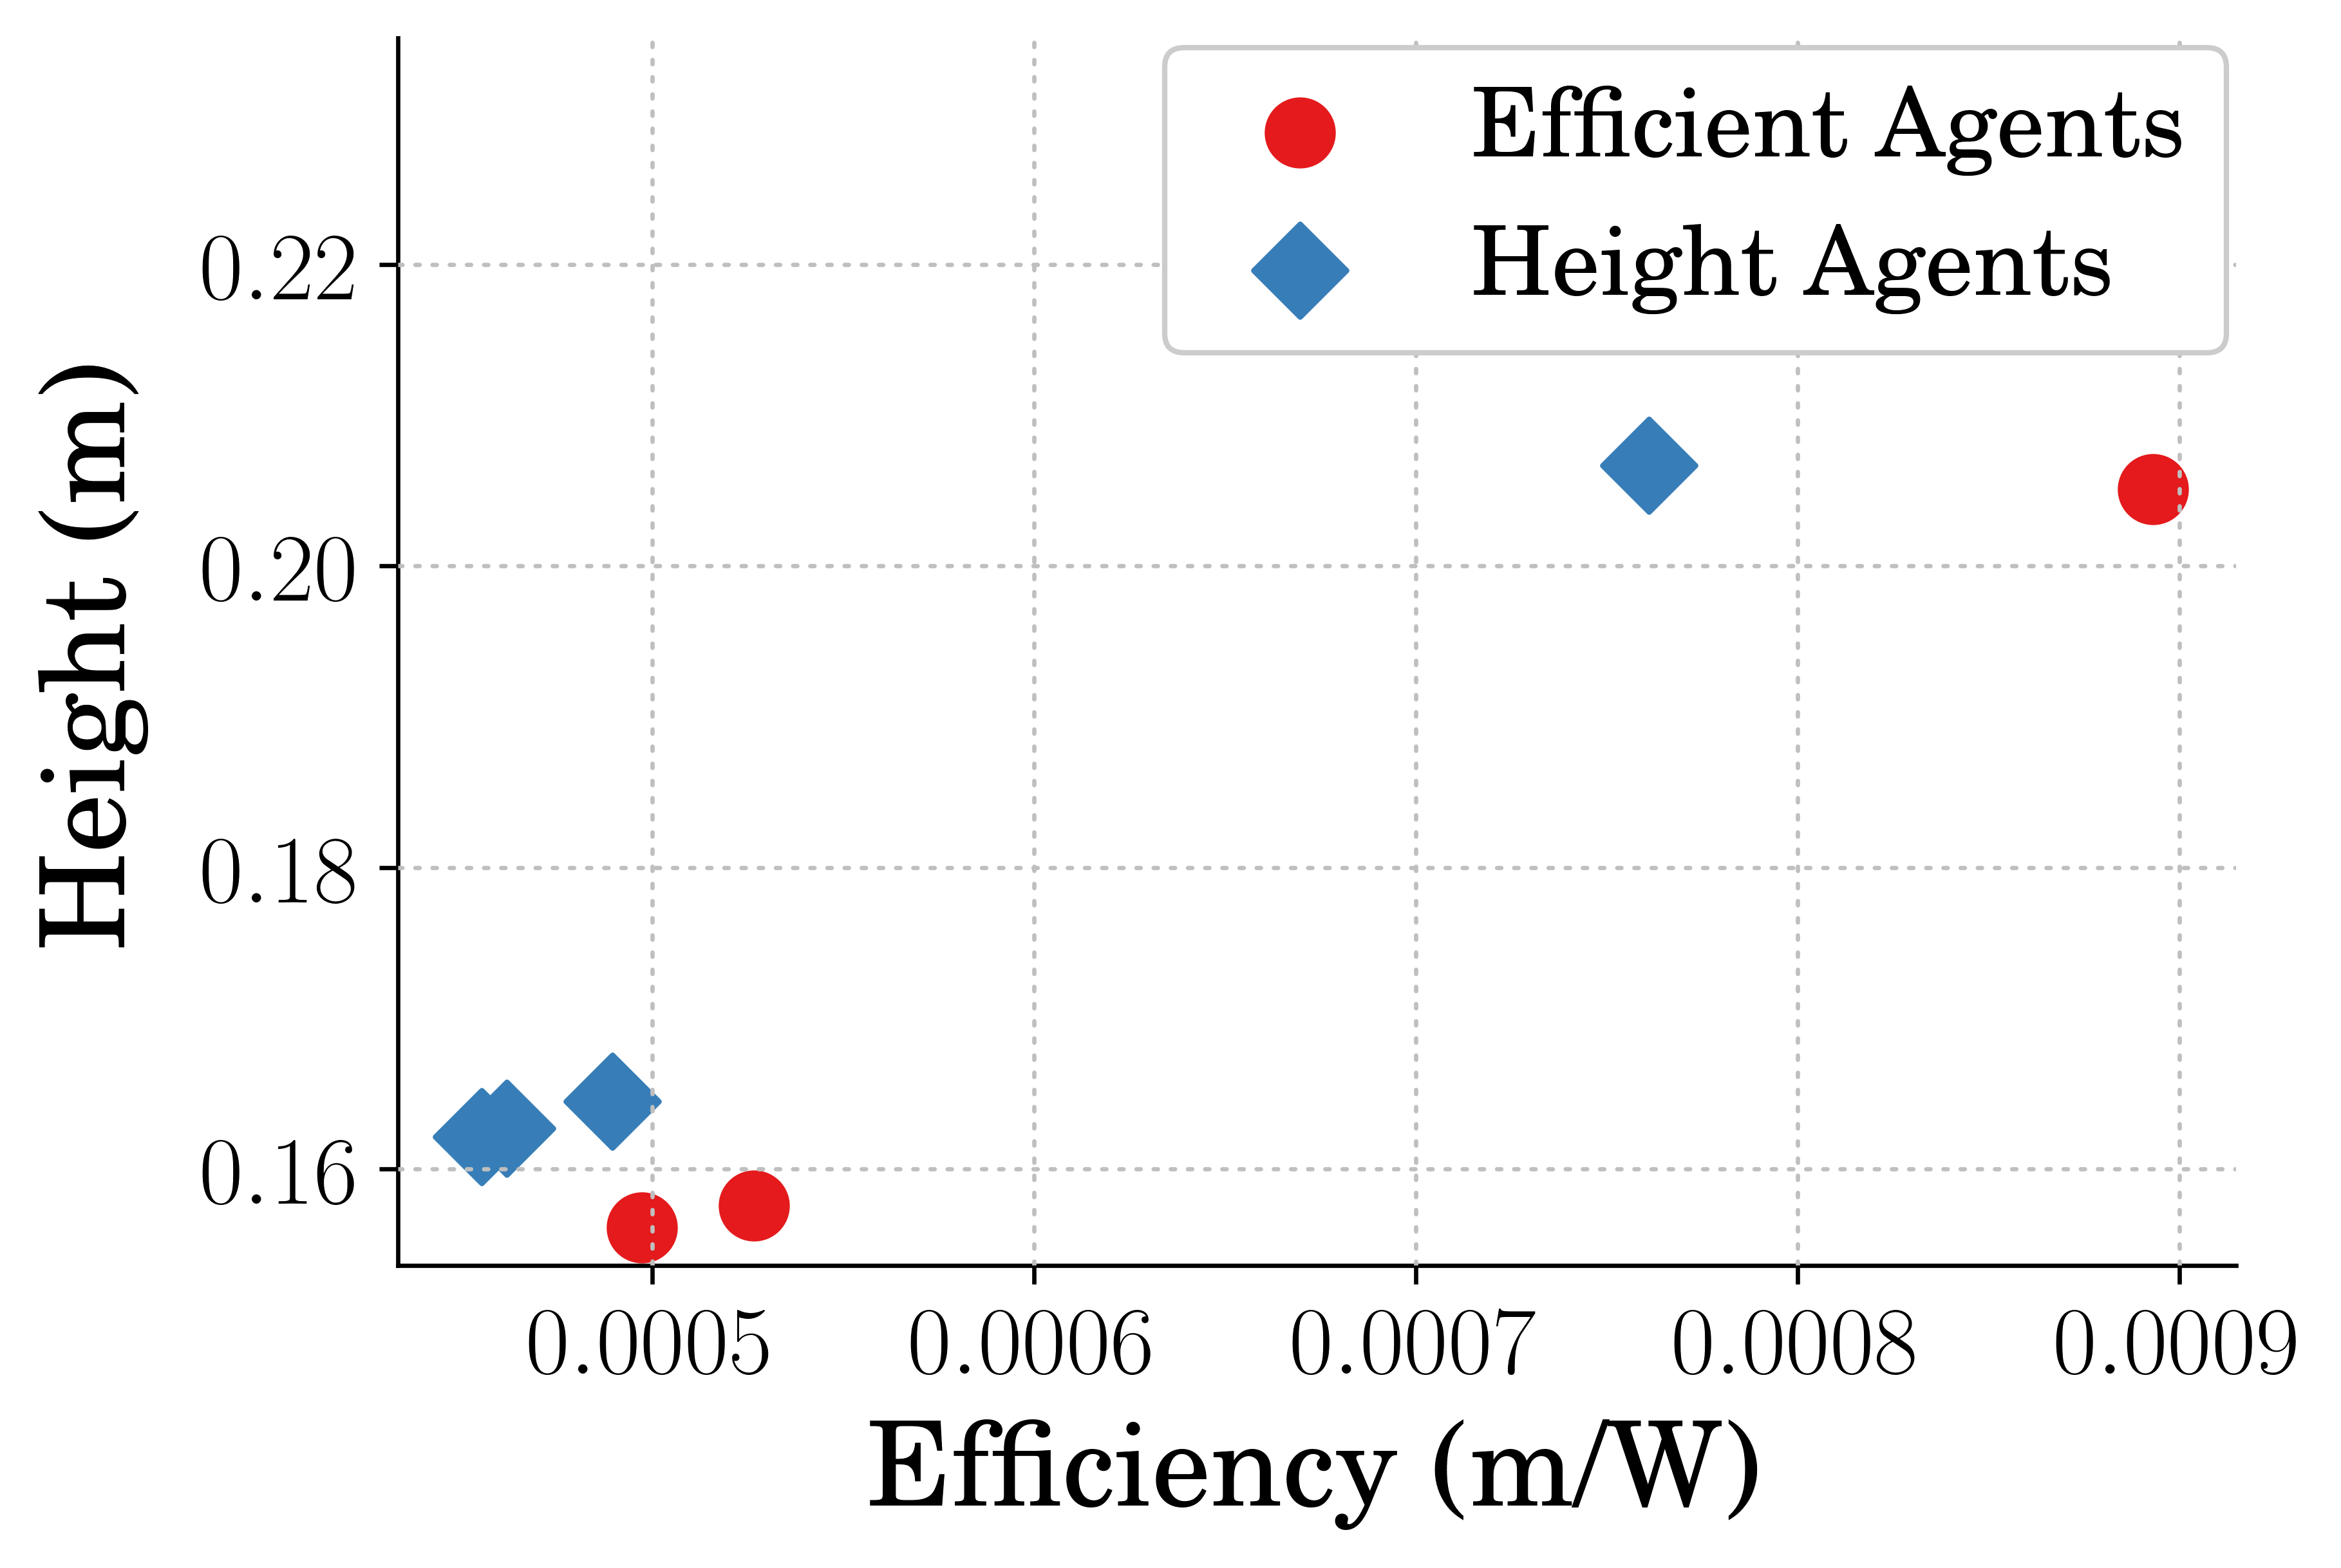 Efficient Agents
Height Agents
Height (m)
0.22
0.20
0.18
0.16
0.0005 0.0006 0.0007 0.0008 0.0009
Efficiency (m/W)